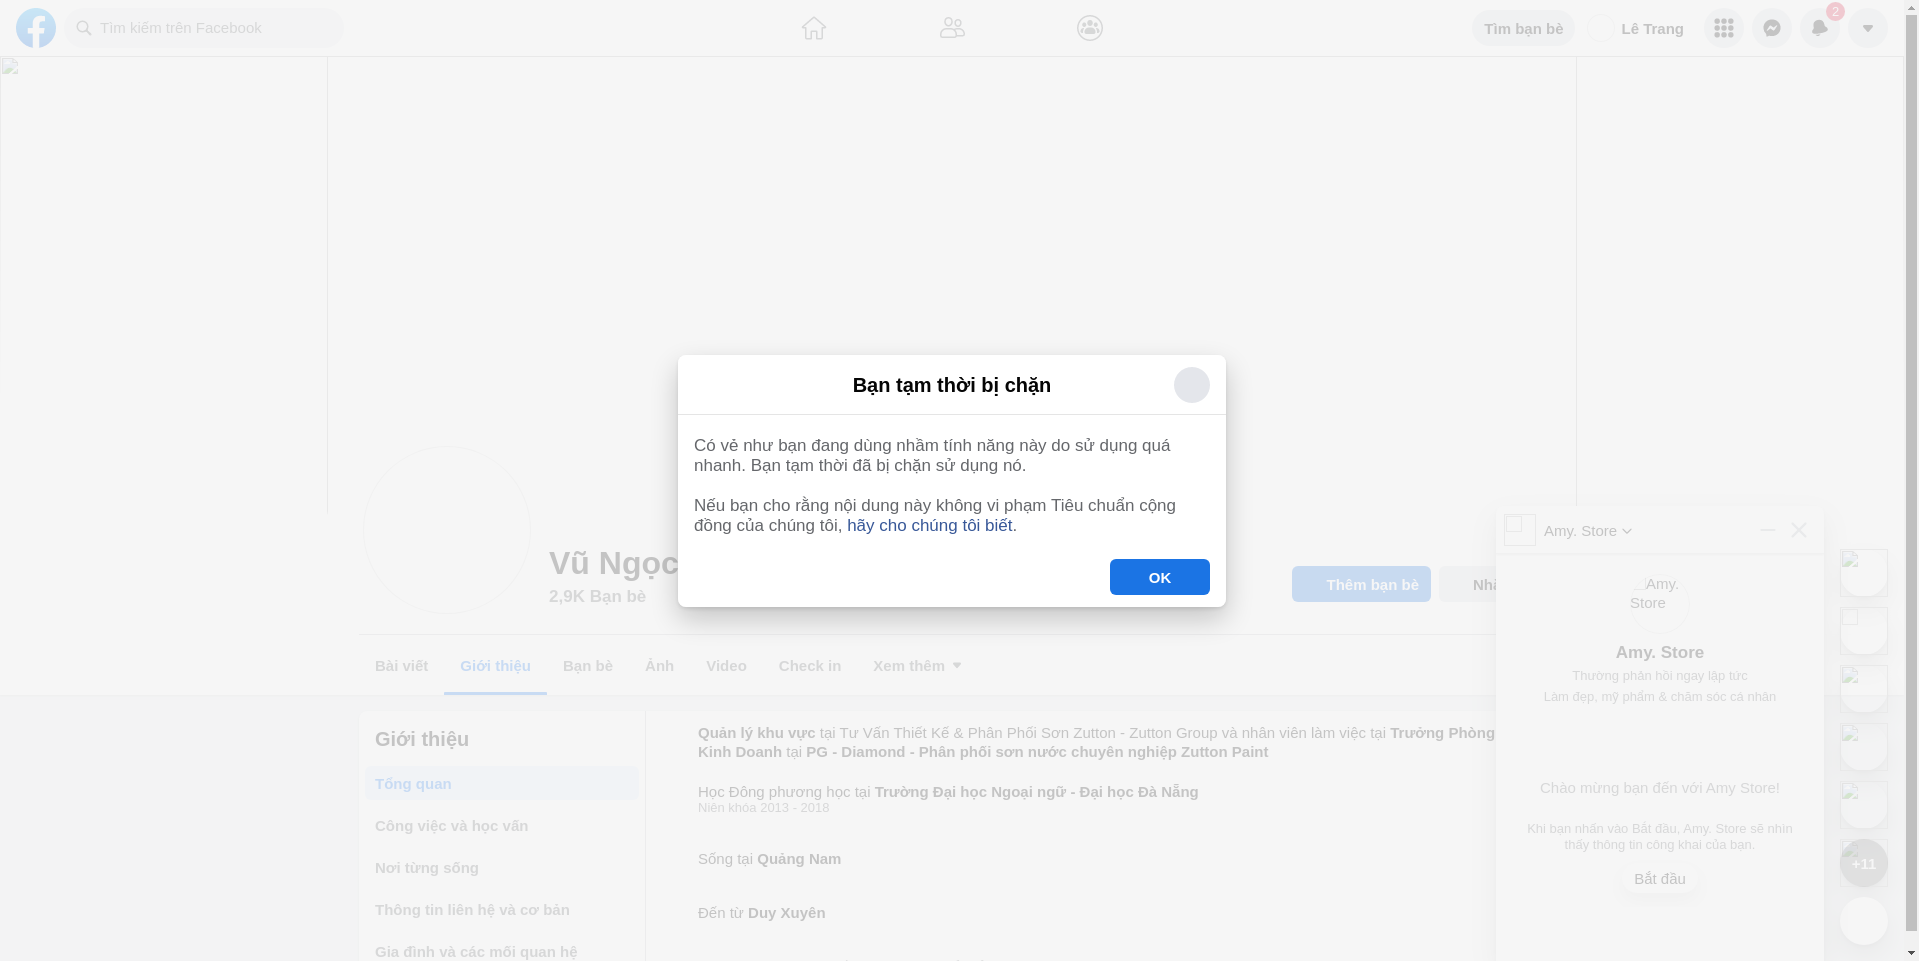 Tìm kiếm trên Facebook
Tìm bạn bè
Lê Trang
2
Bạn tạm thời bị chặn
Có vẻ như bạn đang dùng nhầm tính năng này do sử dụng quá
nhanh. Bạn tạm thời đã bị chặn sử dụng nó.
Nếu bạn cho rằng nội dung này không vi phạm Tiêu chuẩn cộng
đồng của chúng tôi, hãy cho chúng tôi biết.
OK
Vũ Ngọc
2,9K Bạn bè
Thêm bạn bè
Bài viết
Giới thiệu
Bạn bè
Ảnh
Video
Check in
Xem thêm
Giới thiệu
Tổng quan
Công việc và học vấn
Nơi từng sống
Thông tin liên hệ và cơ bản
Gia đình và các mối quan hệ
Quản lý khu vực tại Tư Vấn Thiết Kế & Phân Phối Sơn Zutton - Zutton Group và nhân viên làm việc tại Trưởng Phòng
Kinh Doanh tại PG - Diamond - Phân phối sơn nước chuyên nghiệp Zutton Paint
Học Đông phương học tại Trường Đại học Ngoại ngữ - Đại học Đà Nẵng
Niên khóa 2013 - 2018
Sống tại Quảng Nam
Đến từ Duy Xuyên
Amy. Store
Amy.
Store
Amy. Store
Thường phản hồi ngay lập tức
Làm đẹp, mỹ phẩm & chăm sóc cá nhân
Chào mừng bạn đến với Amy Store!
Khi bạn nhấn vào Bắt đầu, Amy. Store sẽ nhìn
thấy thông tin công khai của bạn.
Bắt đầu
+11